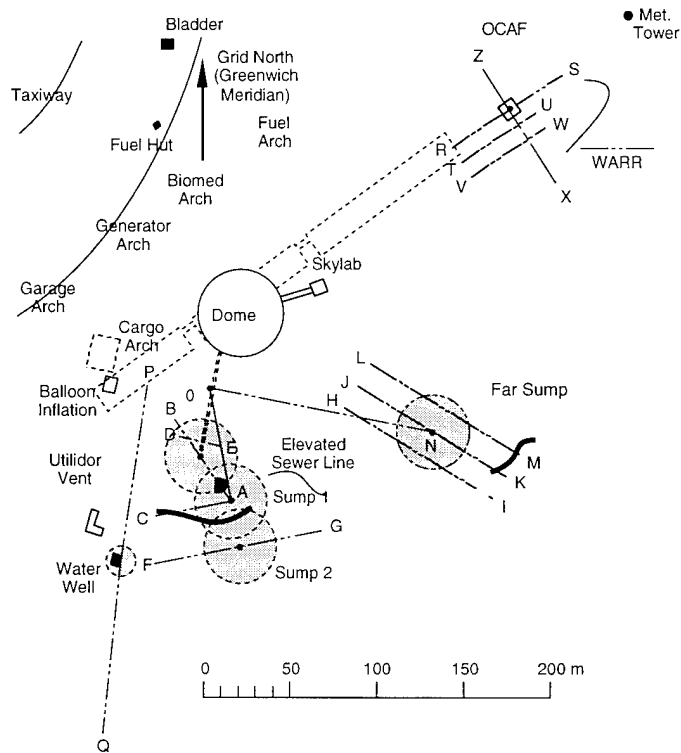 Bladder
OCAF
Met.
Tower
Grid North
(Greenwich
Meridian)
Z
S
Taxiway
Fuel
Arch
U
W
Fuel Hut
R
T
V
WARR
X
Biomed
Arch
Generator
Arch
Skylab
Garage
Arch
Dome
Cargo
Arch
P
L
J
H
Far Sump
Balloon
Inflation
O
B
D
E
N
Elevated
Sewer Line
M
K
I
Utilidor
Vent
A
Sump 1
C
G
F
Water
Well
Sump 2
0 50 100 150 200 m
Q